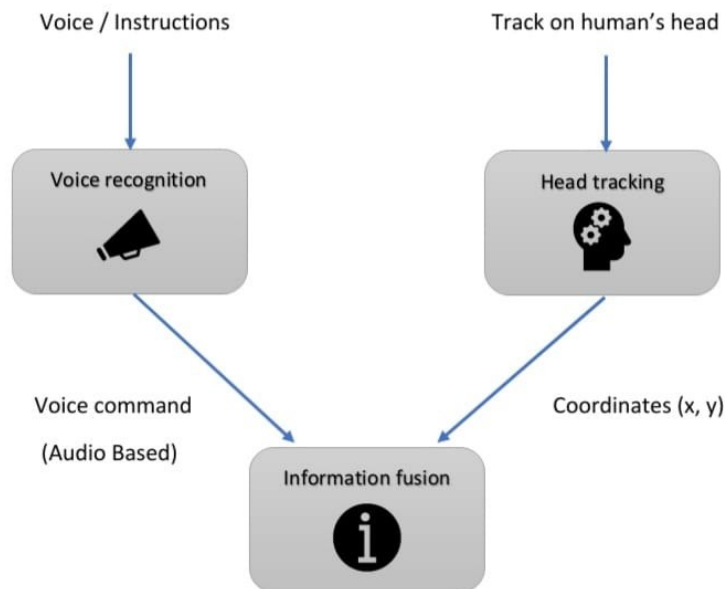 Voice / Instructions
Track on human's head
Voice recognition
Head tracking
Voice command
(Audio Based)
Coordinates (x, y)
Information fusion
i